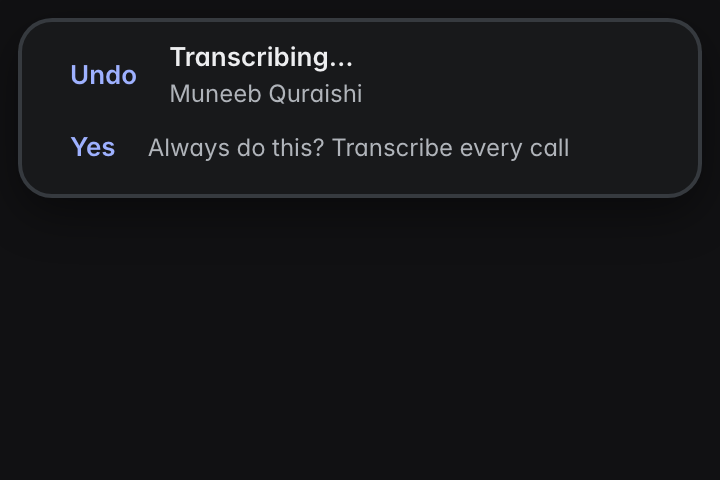 Undo
Transcribing...
Muneeb Quraishi
Yes Always do this? Transcribe every call